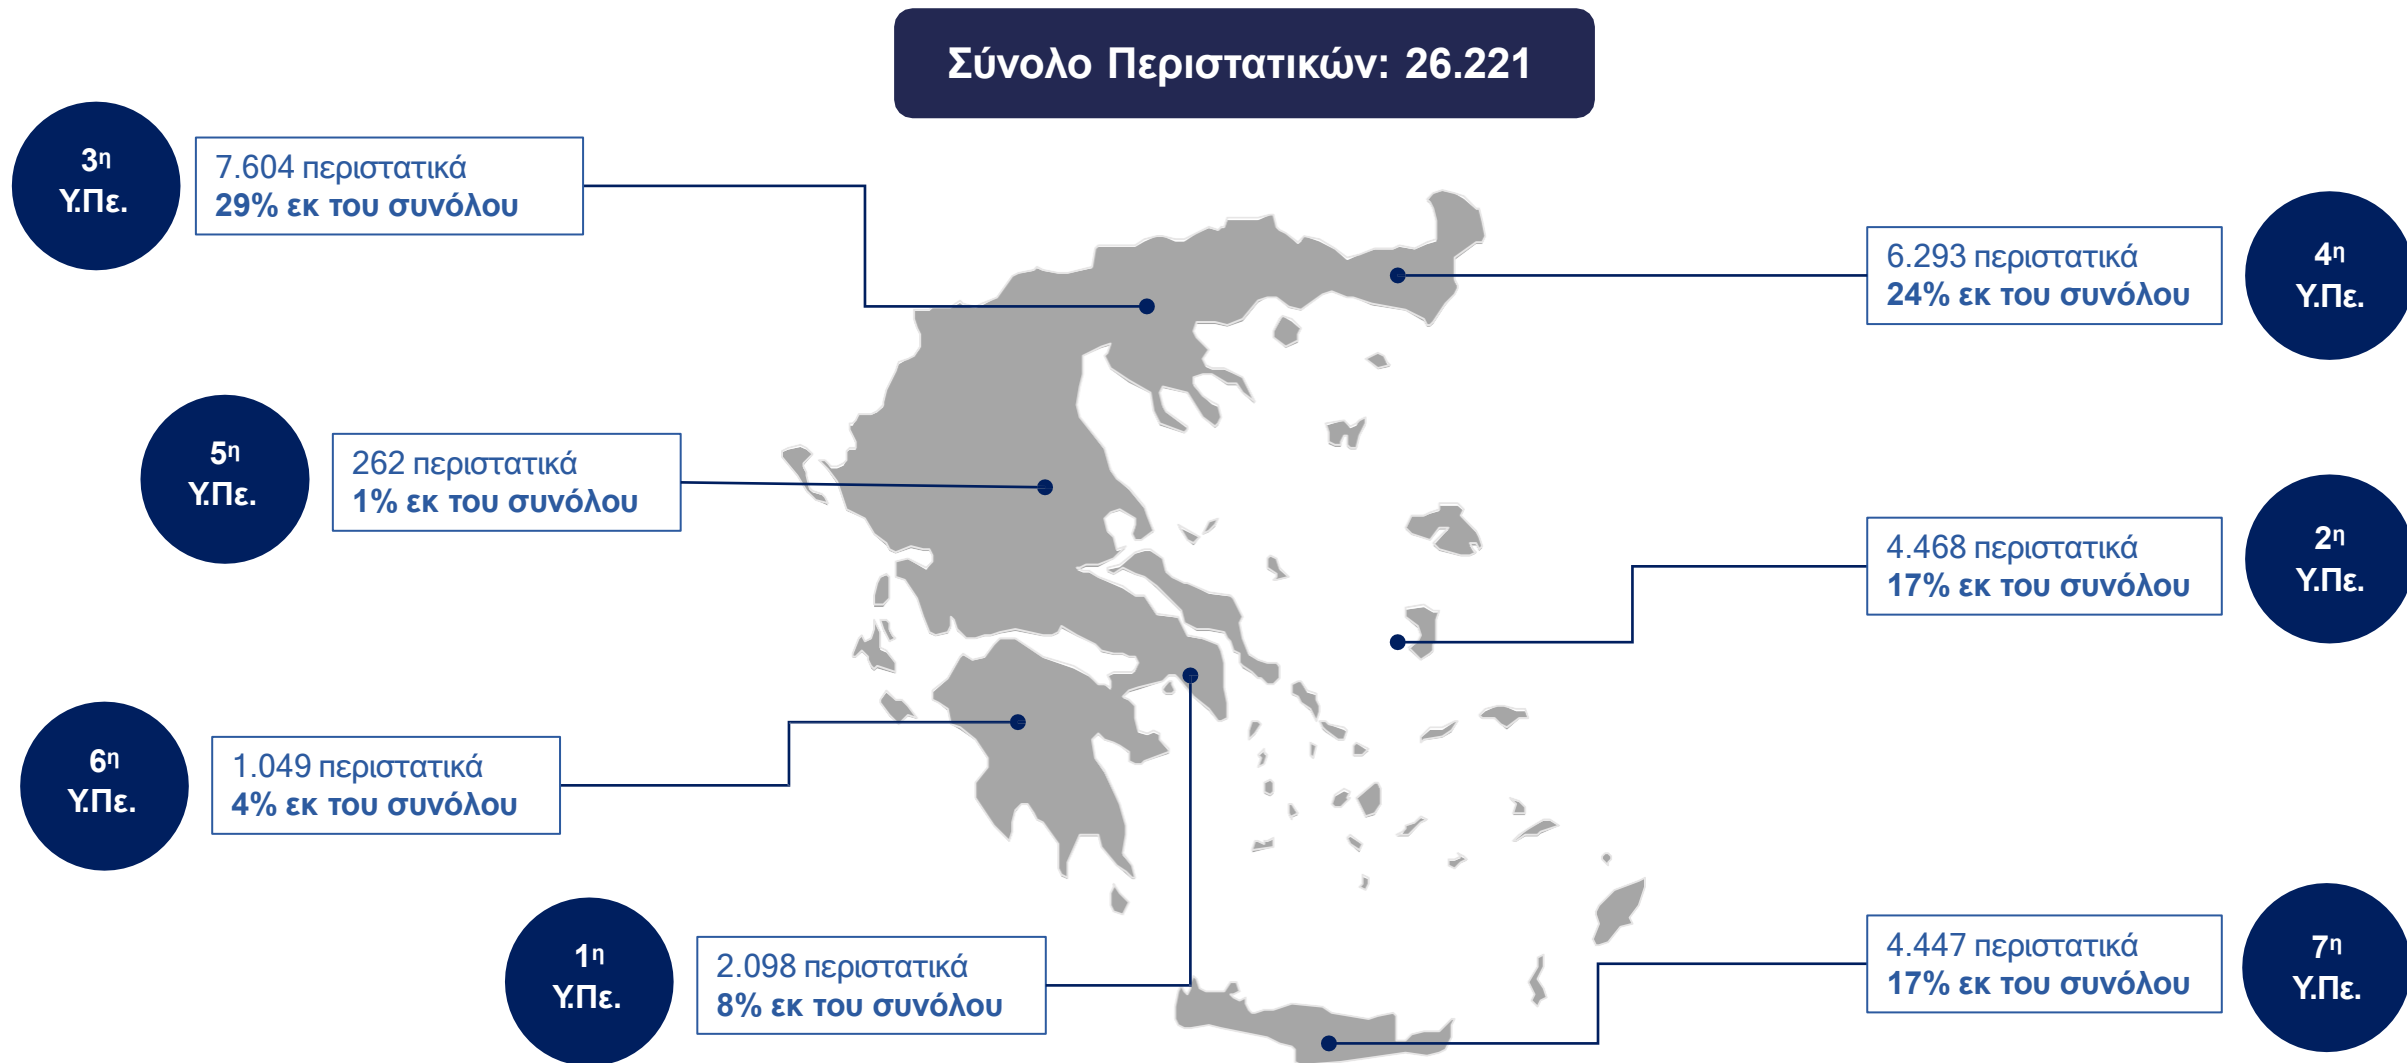 Σύνολο Περιστατικών: 26.221
3η
Υ.Πε.
7.604 περιστατικά
29% εκ του συνόλου
6.293 περιστατικά
24% εκ του συνόλου
4η
Υ.Πε.
5η
Υ.Πε.
262 περιστατικά
1% εκ του συνόλου
4.468 περιστατικά
17% εκ του συνόλου
2η
Υ.Πε.
6η
Υ.Πε.
1.049 περιστατικά
4% εκ του συνόλου
1η
Υ.Πε.
2.098 περιστατικά
8% εκ του συνόλου
4.447 περιστατικά
17% εκ του συνόλου
7η
Υ.Πε.